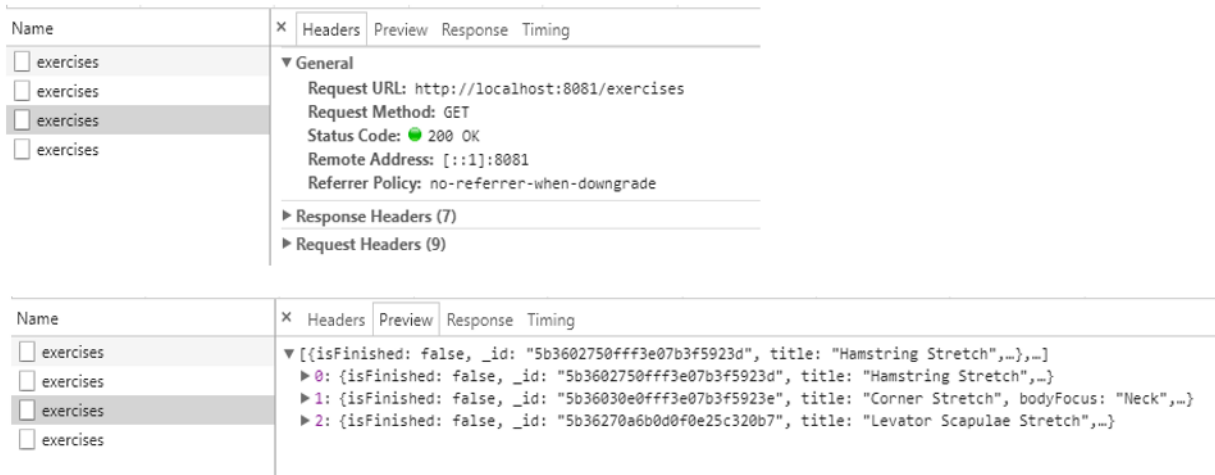 Name
× Headers Preview Response Timing
exercises
exercises
exercises
exercises
▼ General
Request URL: http://localhost:8081/exercises
Request Method: GET
Status Code: 200 OK
Remote Address: [::1]:8081
Referrer Policy: no-referrer-when-downgrade
▶ Response Headers (7)
▶ Request Headers (9)
Name
× Headers Preview Response Timing
exercises
exercises
exercises
exercises
▼ [{isFinished: false, _id: "5b3602750fff3e07b3f5923d", title: "Hamstring Stretch",…},…]
▶ 0: {isFinished: false, _id: "5b3602750fff3e07b3f5923d", title: "Hamstring Stretch",…}
▶ 1: {isFinished: false, _id: "5b36030e0fff3e07b3f5923e", title: "Corner Stretch", bodyFocus: "Neck",…}
▶ 2: {isFinished: false, _id: "5b36270a6b0d0f0e25c320b7", title: "Levator Scapulae Stretch",…}